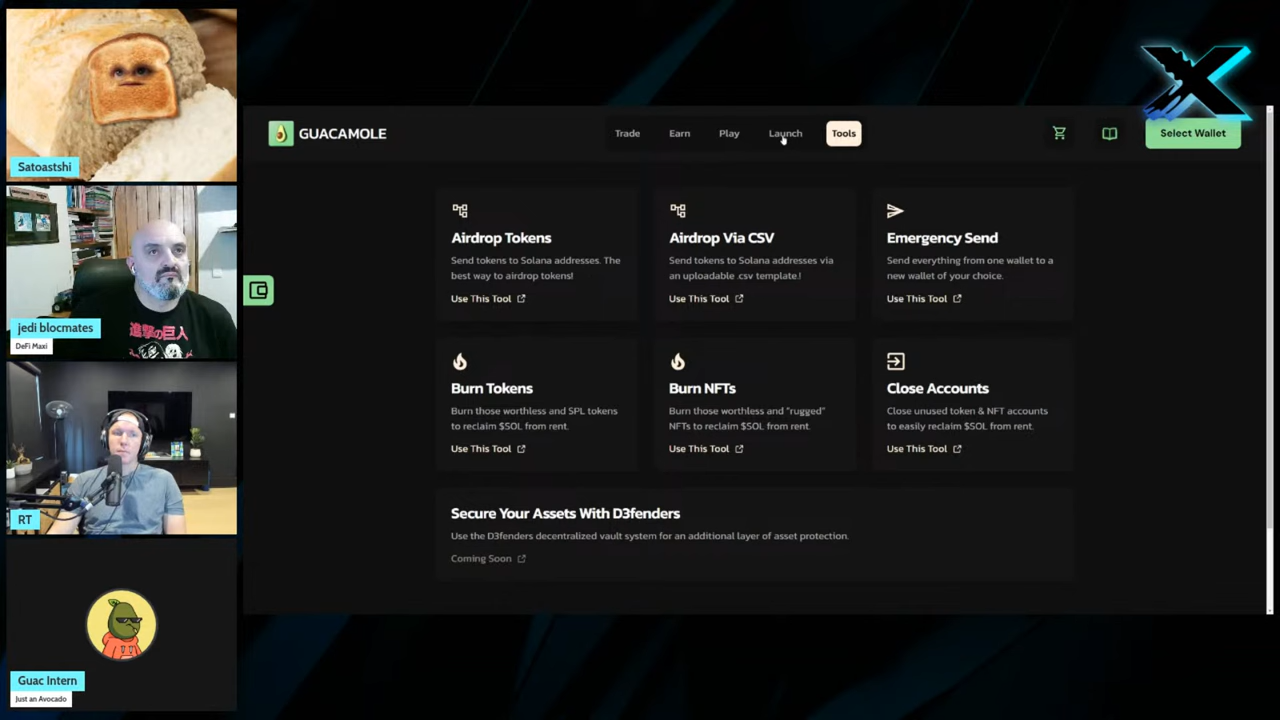 Satoastshi
jedi blocmates
DeFi Maxi
進撃の巨人
RT
Guac Intern
Just an Avocado
GUACAMOLE
Trade
Earn
Play
Launch
Tools
Select Wallet
Airdrop Tokens
Send tokens to Solana addresses. The
best way to airdrop tokens!
Use This Tool
Airdrop Via CSV
Send tokens to Solana addresses via
an uploadable .csv template.!
Use This Tool
Emergency Send
Send everything from one wallet to a
new wallet of your choice.
Use This Tool
Burn Tokens
Burn those worthless and SPL tokens
to reclaim $SOL from rent.
Use This Tool
Burn NFTs
Burn those worthless and “rugged”
NFTs to reclaim $SOL from rent.
Use This Tool
Close Accounts
Close unused token & NFT accounts
to easily reclaim $SOL from rent.
Use This Tool
Secure Your Assets With D3fenders
Use the D3fenders decentralized vault system for an additional layer of asset protection.
Coming Soon
X